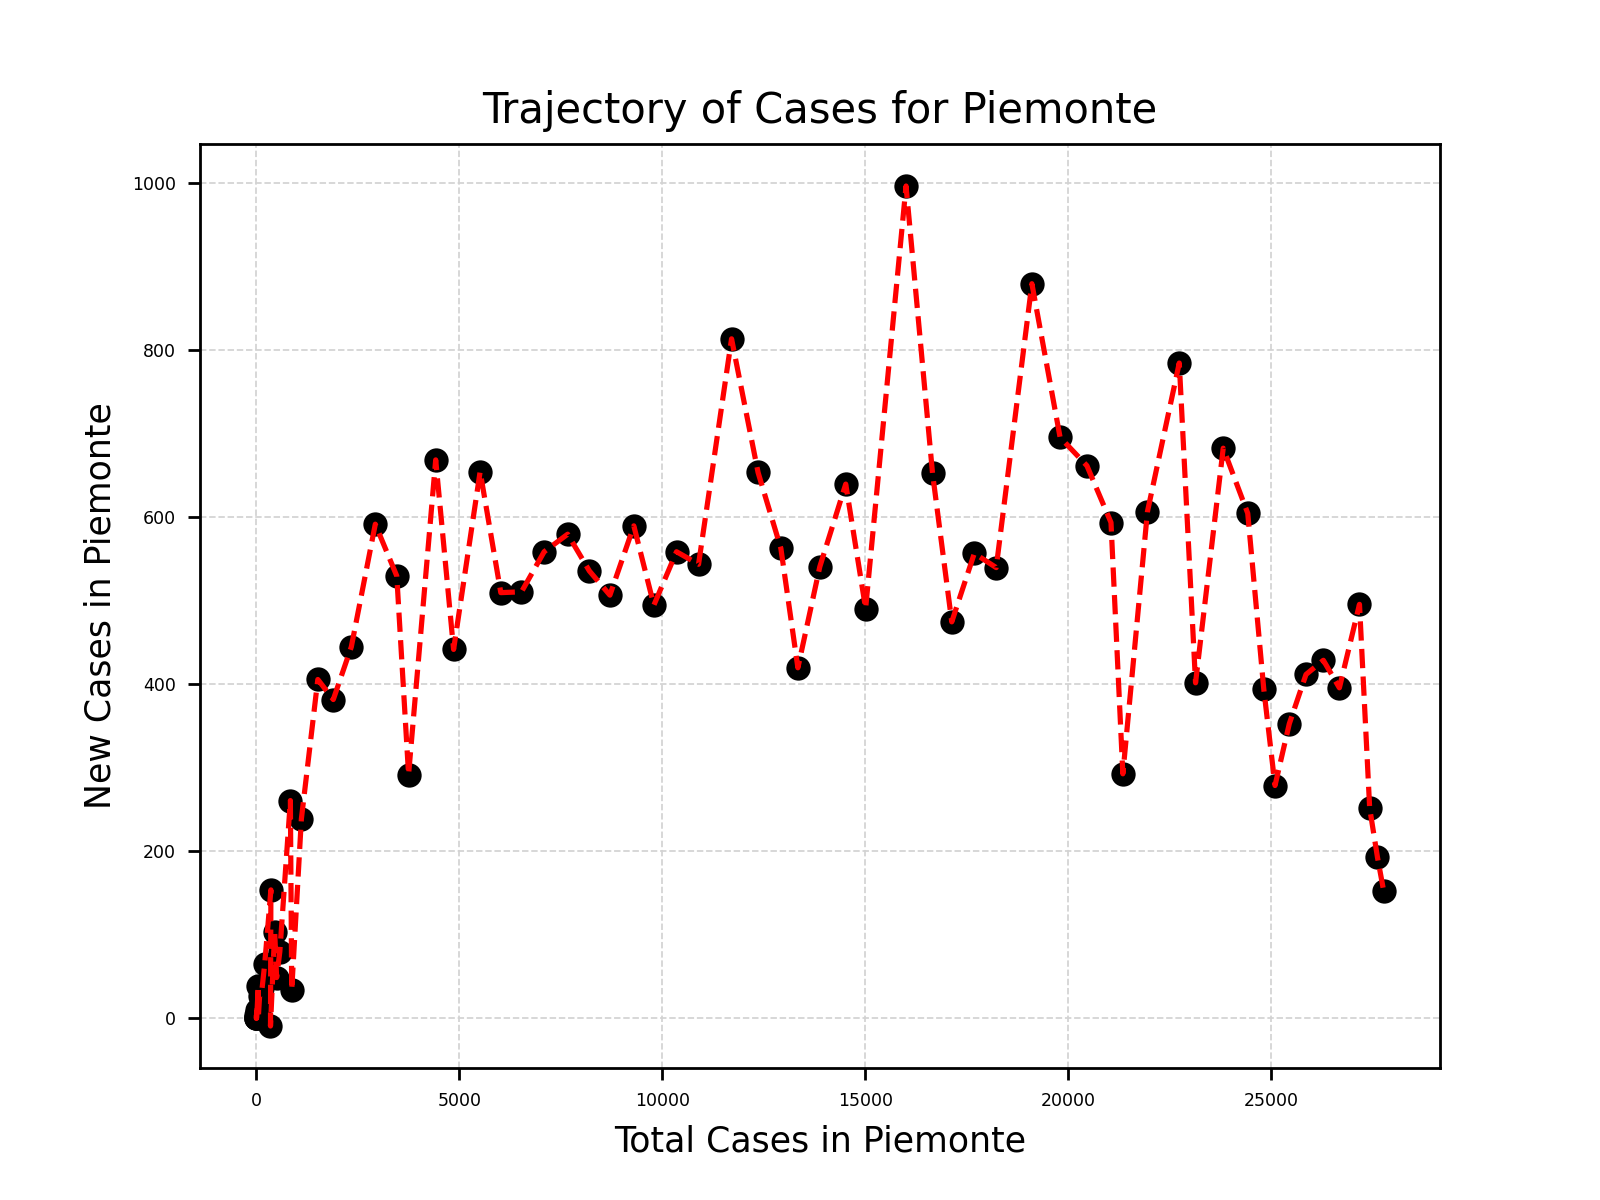 Trajectory of Cases for Piemonte
1000
800
600
400
200
0
New Cases in Piemonte
0 5000 10000 15000 20000 25000
Total Cases in Piemonte